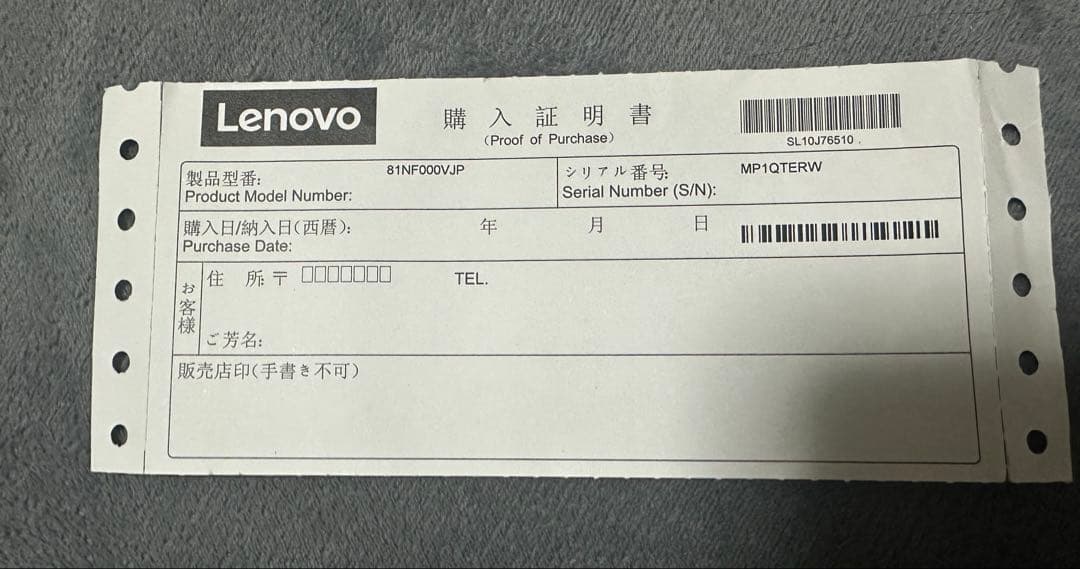 Lenovo
購入証明書
(Proof of Purchase)
SL10J76510
製品型番:
81NF000VJP
Product Model Number:
シリアル番号:
MP1QTERW
Serial Number (S/N):
購入日/納入日(西暦): 年 月 日
Purchase Date:
お客様
住 所:〒 □□□□□□□ TEL.
ご芳名:
販売店印(手書き不可)